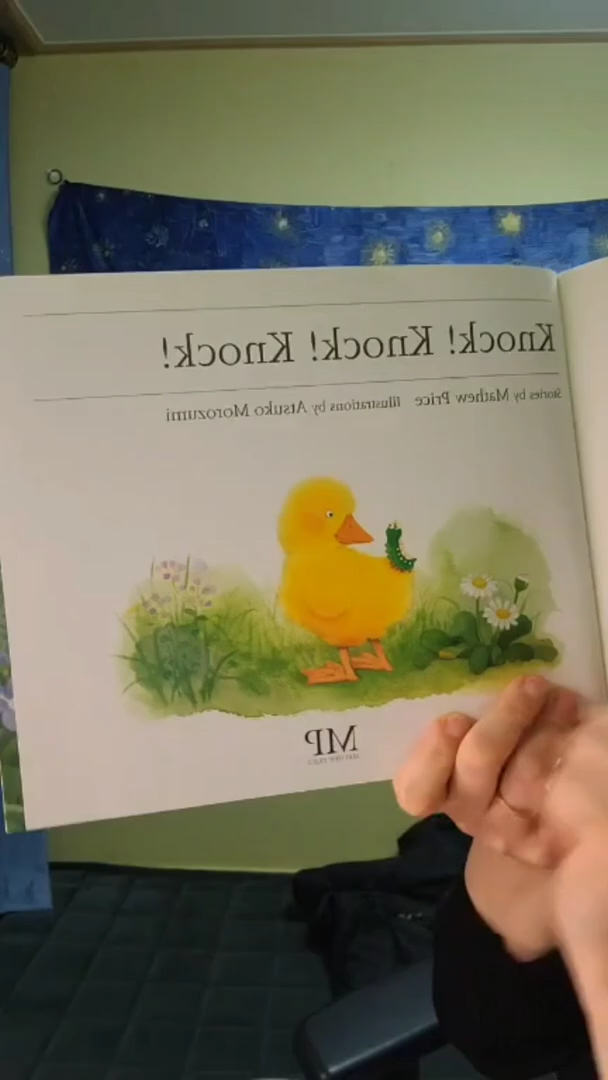 Knock! Knock! Knock!
Stories by Mathew Price Illustrations by Atsuko Morozumi
MP